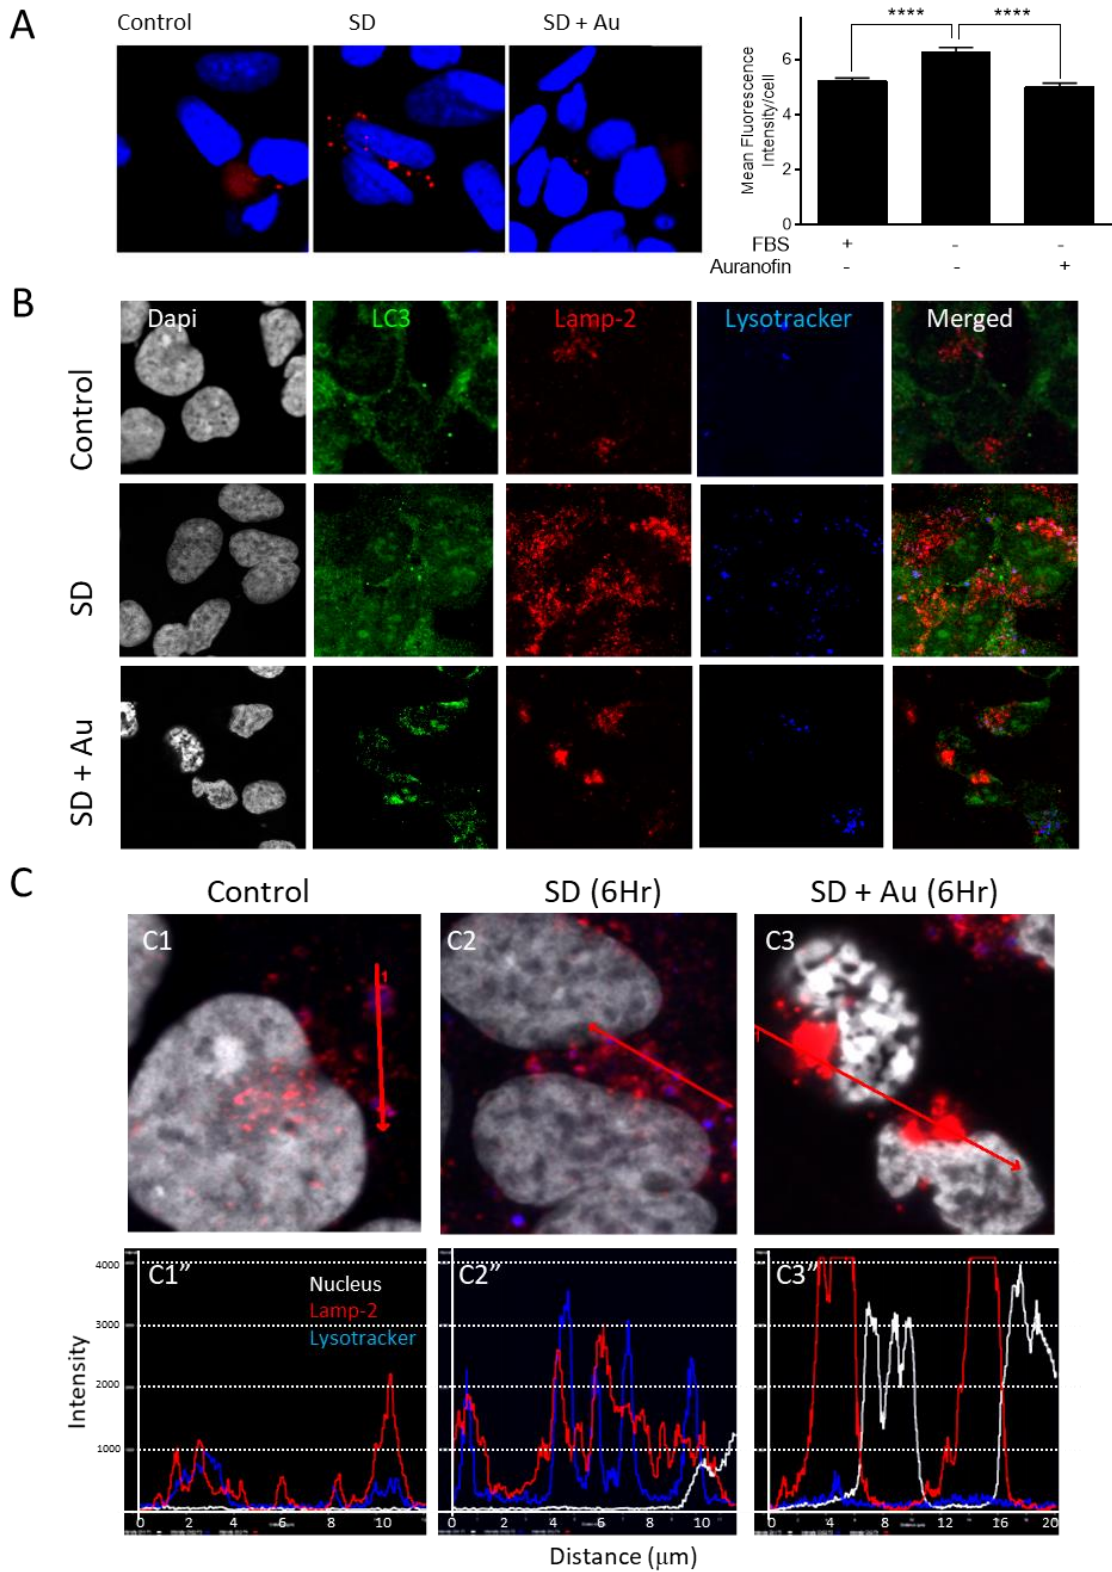 A
Control SD SD + Au
**** ****
Mean Fluorescence
Intensity/cell
6
4
2
0
FBS + - -
Auranofin - - +
B
Dapi LC3 Lamp-2 Lysotracker Merged
Control
SD
SD + Au
C
Control SD (6Hr) SD + Au (6Hr)
C1 C2 C3
1
C1” C2” C3”
Nucleus
Lamp-2
Lysotracker
Intensity
4000
3000
2000
1000
0 2 4 6 8 10 0 2 4 6 8 10 0 4 8 12 16 20
Distance (μm)